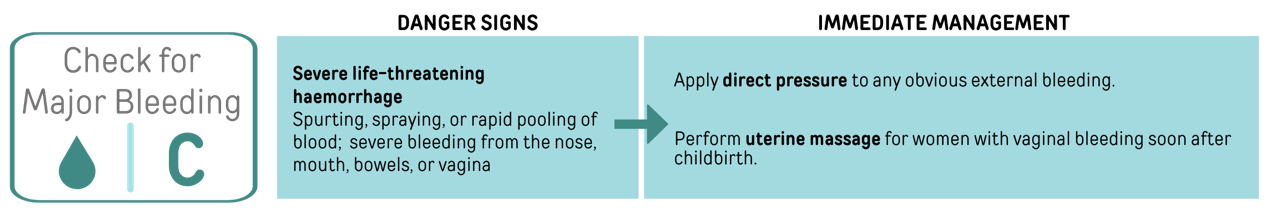 DANGER SIGNS
IMMEDIATE MANAGEMENT
Check for
Major Bleeding
C
Severe life-threatening
haemorrhage
Spurting, spraying, or rapid pooling of
blood; severe bleeding from the nose,
mouth, bowels, or vagina
Apply direct pressure to any obvious external bleeding.
Perform uterine massage for women with vaginal bleeding soon after
childbirth.